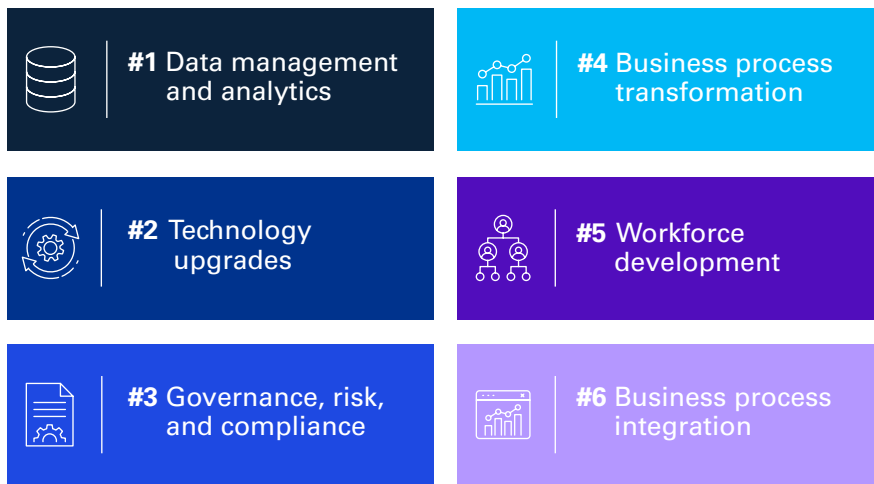 #1 Data management
and analytics
#2 Technology
upgrades
#3 Governance, risk,
and compliance
#4 Business process
transformation
#5 Workforce
development
#6 Business process
integration